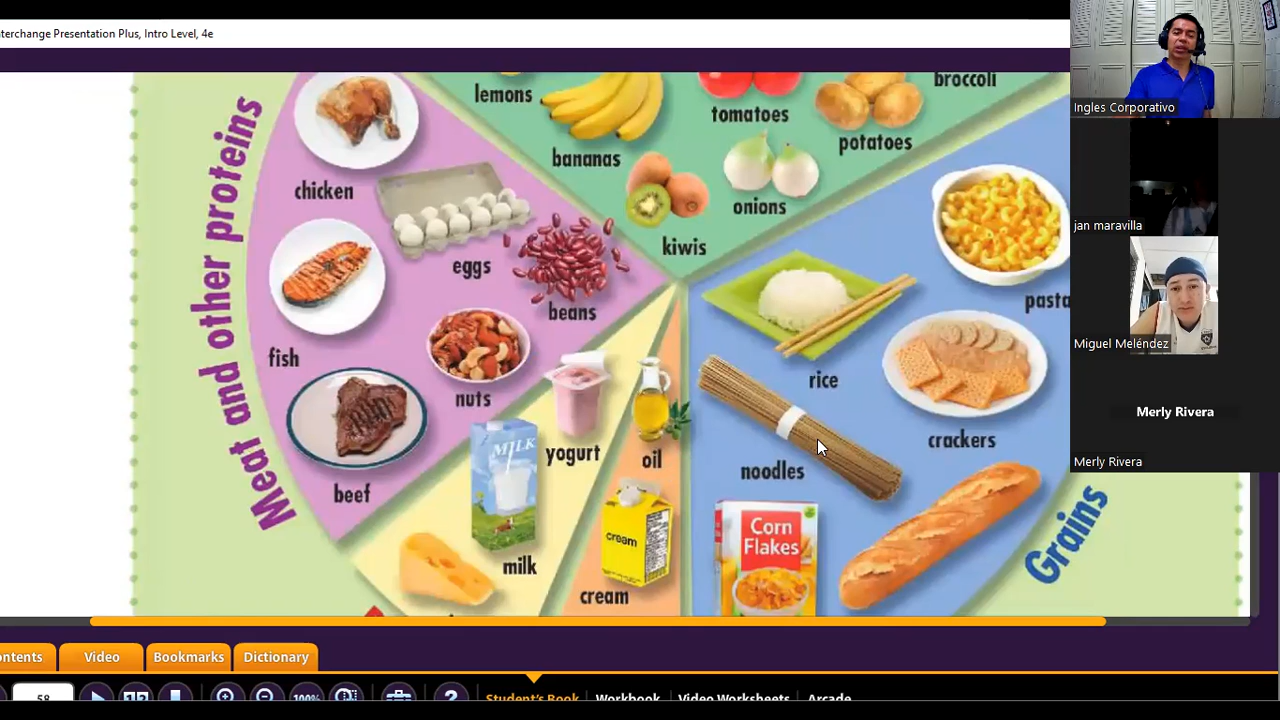 nterchange Presentation Plus, Intro Level, 4e
Meat and other proteins
chicken
eggs
beans
fish
nuts
beef
lemons
bananas
kiwis
tomatoes
onions
potatoes
broccoli
pasta
rice
crackers
noodles
Corn
Flakes
Grains
yogurt
MILK
milk
oil
cream
cream
Ingles Corporativo
jan maravilla
Miguel Meléndez
Merly Rivera
Merly Rivera
ontents
Video
Bookmarks
Dictionary
58
100%
?
Student's Book
Workbook
Video Worksheets
Arcade